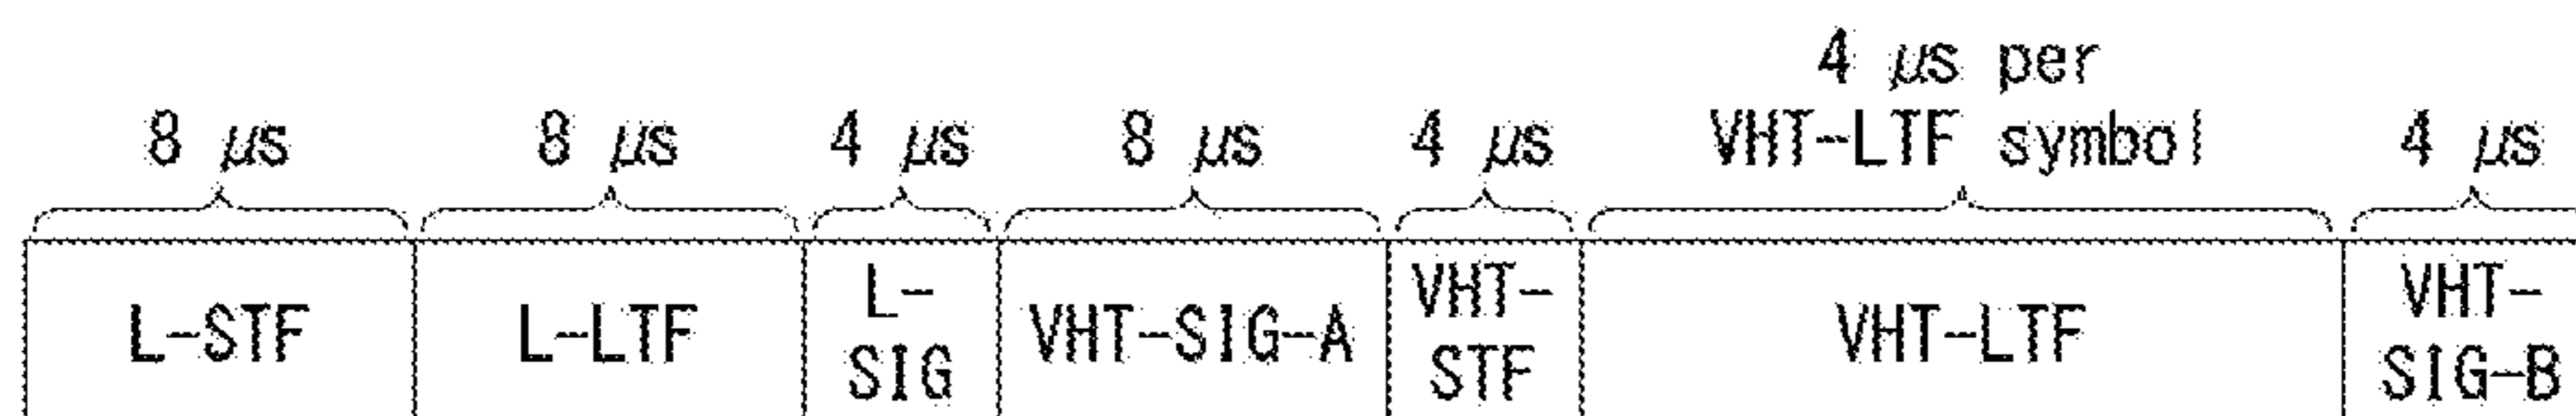 4 μs per
8 μs 8 μs 4 μs 8 μs 4 μs VHT-LTF symbol 4 μs
L-STF L-LTF L-SIG VHT-SIG-A VHT-STF VHT-LTF VHT-SIG-B